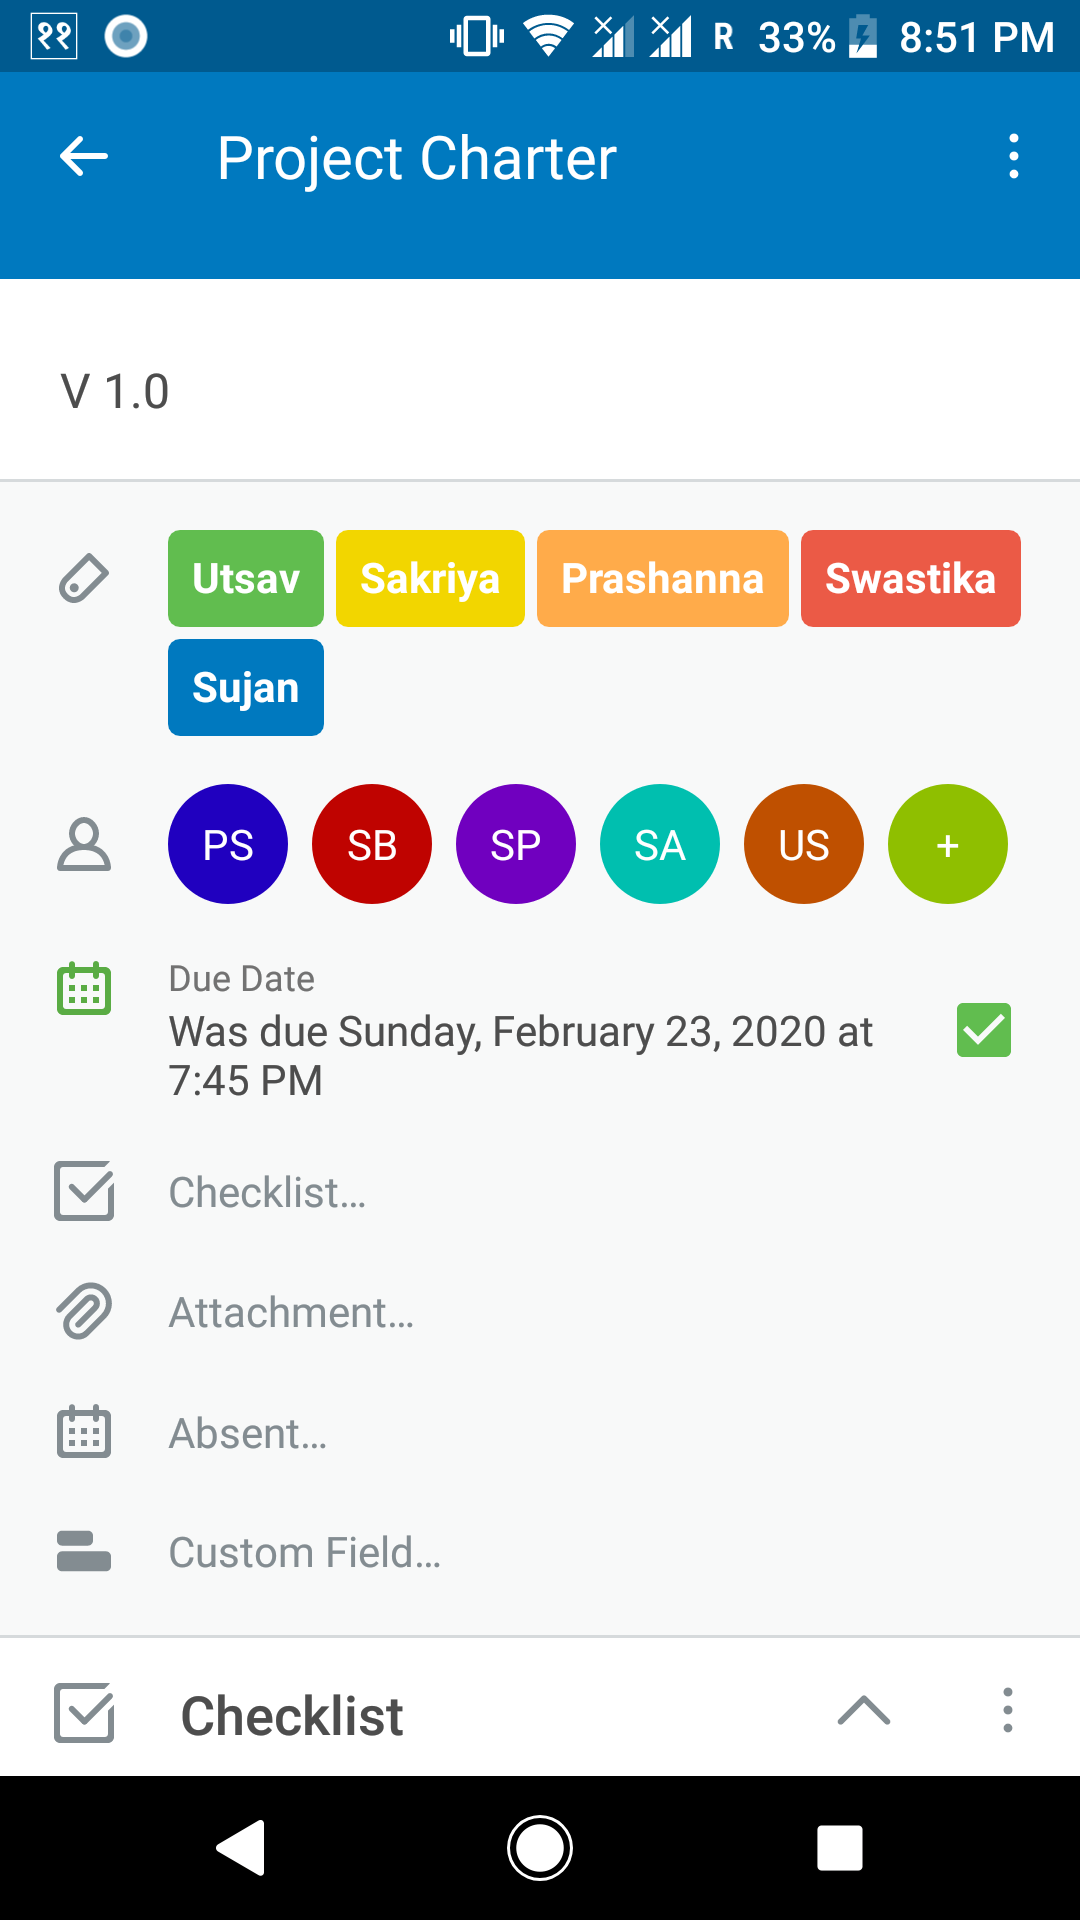 ११ R 33% 8:51 PM
Project Charter
V 1.0
Utsav Sakriya Prashanna Swastika
Sujan
PS SB SP SA US +
Due Date
Was due Sunday, February 23, 2020 at
7:45 PM
Checklist...
Attachment...
Absent...
Custom Field...
Checklist